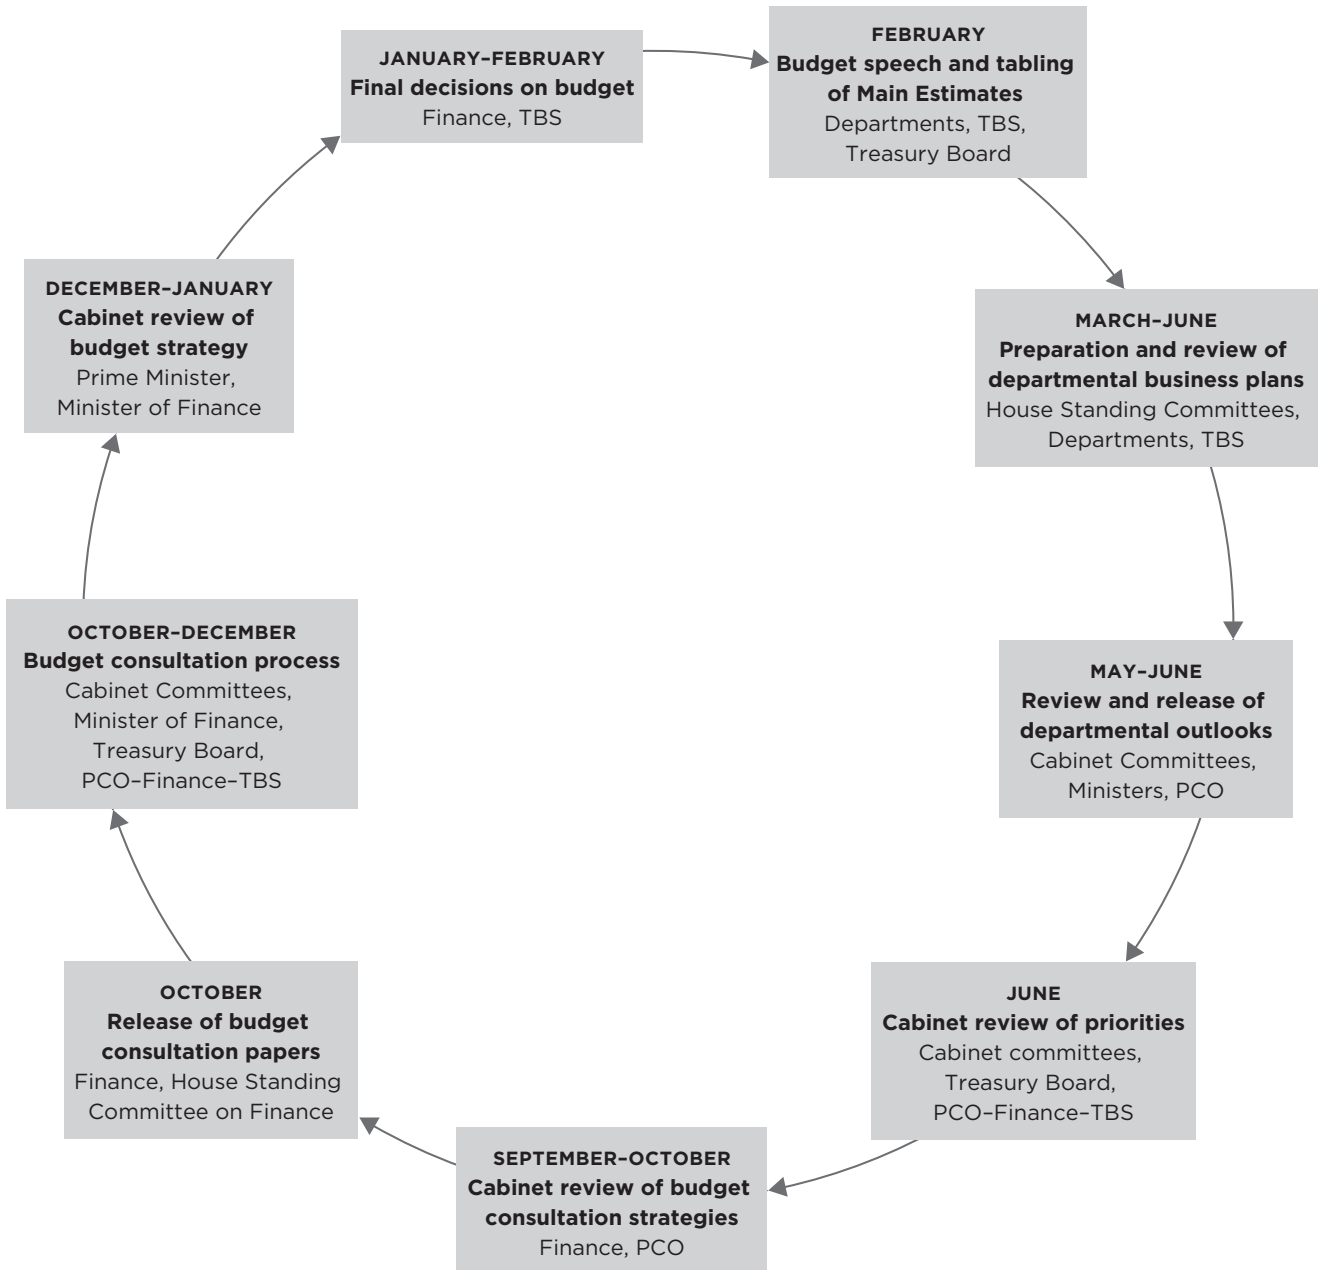 JANUARY–FEBRUARY
Final decisions on budget
Finance, TBS
FEBRUARY
Budget speech and tabling
of Main Estimates
Departments, TBS,
Treasury Board
MARCH–JUNE
Preparation and review of
departmental business plans
House Standing Committees,
Departments, TBS
MAY–JUNE
Review and release of
departmental outlooks
Cabinet Committees,
Ministers, PCO
JUNE
Cabinet review of priorities
Cabinet committees,
Treasury Board,
PCO–Finance–TBS
SEPTEMBER–OCTOBER
Cabinet review of budget
consultation strategies
Finance, PCO
OCTOBER
Release of budget
consultation papers
Finance, House Standing
Committee on Finance
OCTOBER–DECEMBER
Budget consultation process
Cabinet Committees,
Minister of Finance,
Treasury Board,
PCO–Finance–TBS
DECEMBER–JANUARY
Cabinet review of
budget strategy
Prime Minister,
Minister of Finance